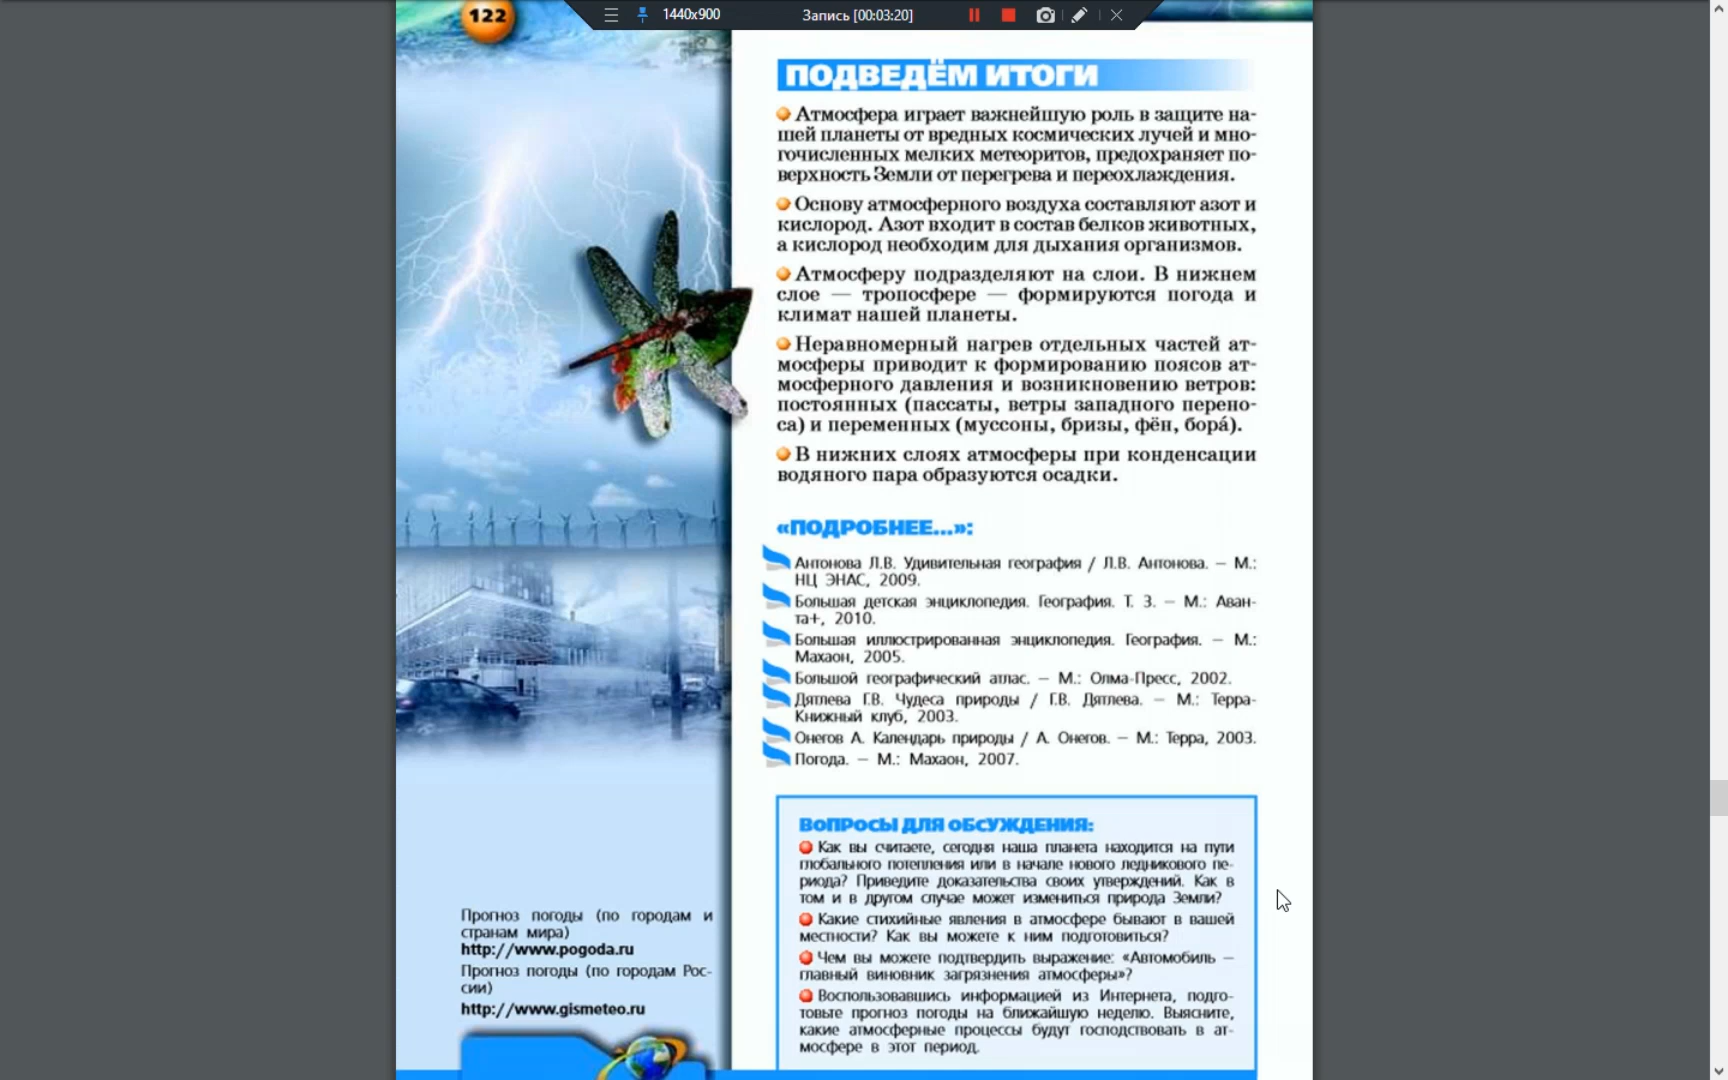 122
1440x900
Запись [00:03:20]
ПОДВЕДЁМ ИТОГИ
Атмосфера играет важнейшую роль в защите на-
шей планеты от вредных космических лучей и мно-
гочисленных мелких метеоритов, предохраняет по-
верхность Земли от перегрева и переохлаждения.
Основу атмосферного воздуха составляют азот и
кислород. Азот входит в состав белков животных,
а кислород необходим для дыхания организмов.
Атмосферу подразделяют на слои. В нижнем
слое — тропосфере — формируются погода и
климат нашей планеты.
Неравномерный нагрев отдельных частей ат-
мосферы приводит к формированию поясов ат-
мосферного давления и возникновению ветров:
постоянных (пассаты, ветры западного перено-
са) и переменных (муссоны, бризы, фён, бора́).
В нижних слоях атмосферы при конденсации
водяного пара образуются осадки.
«ПОДРОБНЕЕ...»:
Антонова Л.В. Удивительная география / Л.В. Антонова. – М.:
НЦ ЭНАС, 2009.
Большая детская энциклопедия. География. Т. 3. – М.: Аван-
та+, 2010.
Большая иллюстрированная энциклопедия. География. – М.:
Махаон, 2005.
Большой географический атлас. – М.: Олма-Пресс, 2002.
Дятлева Г.В. Чудеса природы / Г.В. Дятлева. – М.: Терра-
Книжный клуб, 2003.
Онегов А. Календарь природы / А. Онегов. – М.: Терра, 2003.
Погода. – М.: Махаон, 2007.
ВОПРОСЫ ДЛЯ ОБСУЖДЕНИЯ:
Как вы считаете, сегодня наша планета находится на пути
глобального потепления или в начале нового ледникового пе-
риода? Приведите доказательства своих утверждений. Как в
том и в другом случае может измениться природа Земли?
Какие стихийные явления в атмосфере бывают в вашей
местности? Как вы можете к ним подготовиться?
Чем вы можете подтвердить выражение: «Автомобиль –
главный виновник загрязнения атмосферы»?
Воспользовавшись информацией из Интернета, подго-
товьте прогноз погоды на ближайшую неделю. Выясните,
какие атмосферные процессы будут господствовать в ат-
мосфере в этот период.
Прогноз погоды (по городам и
странам мира)
http://www.pogoda.ru
Прогноз погоды (по городам Рос-
сии)
http://www.gismeteo.ru